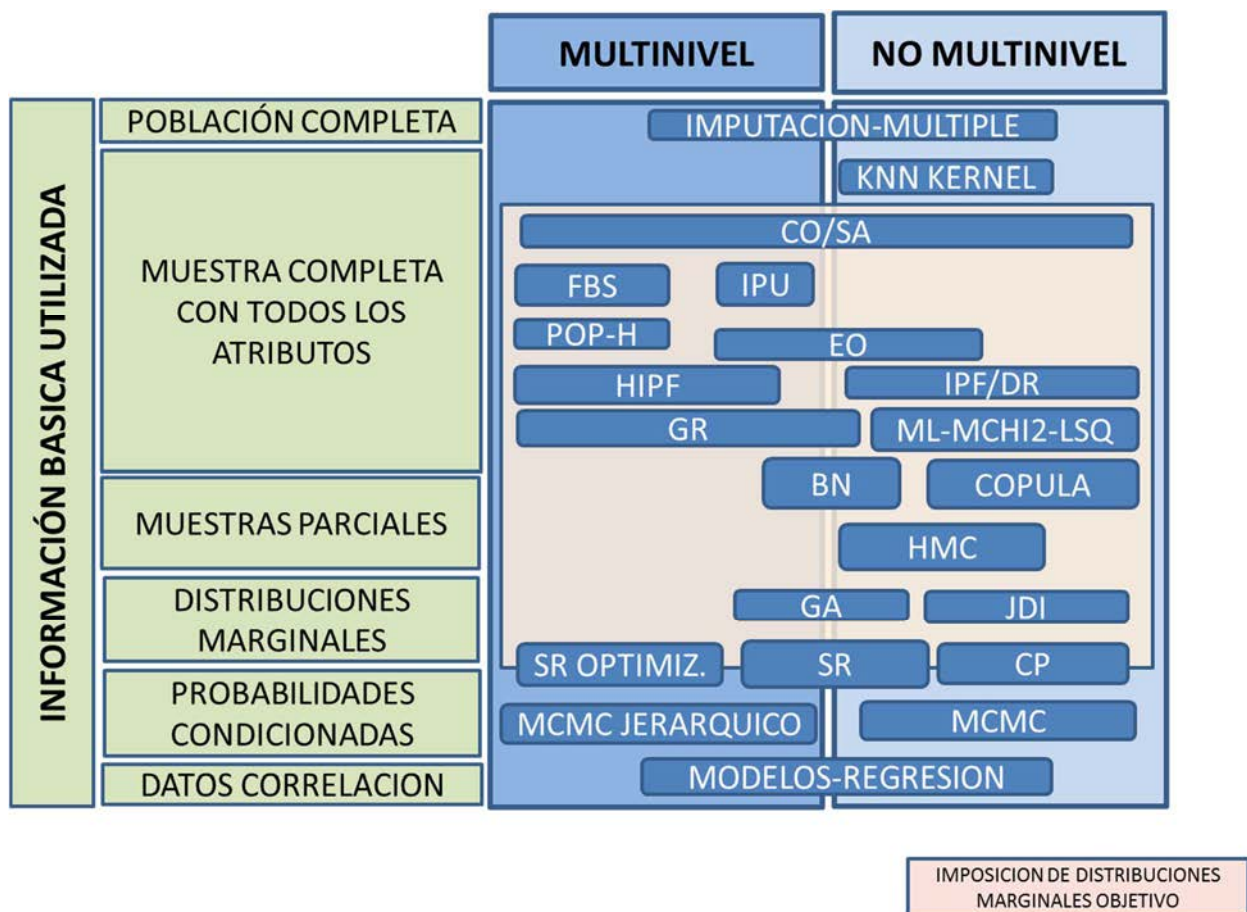 MULTINIVEL
NO MULTINIVEL
INFORMACIÓN BASICA UTILIZADA
POBLACIÓN COMPLETA
IMPUTACION-MULTIPLE
KNN KERNEL
MUESTRA COMPLETA
CON TODOS LOS
ATRIBUTOS
CO/SA
FBS
IPU
POP-H
EO
HIPF
IPF/DR
GR
ML-MCHI2-LSQ
BN
COPULA
MUESTRAS PARCIALES
HMC
DISTRIBUCIONES
MARGINALES
GA
JDI
SR OPTIMIZ.
SR
CP
PROBABILIDADES
CONDICIONADAS
MCMC JERARQUICO
MCMC
DATOS CORRELACION
MODELOS-REGRESION
IMPOSICION DE DISTRIBUCIONES
MARGINALES OBJETIVO